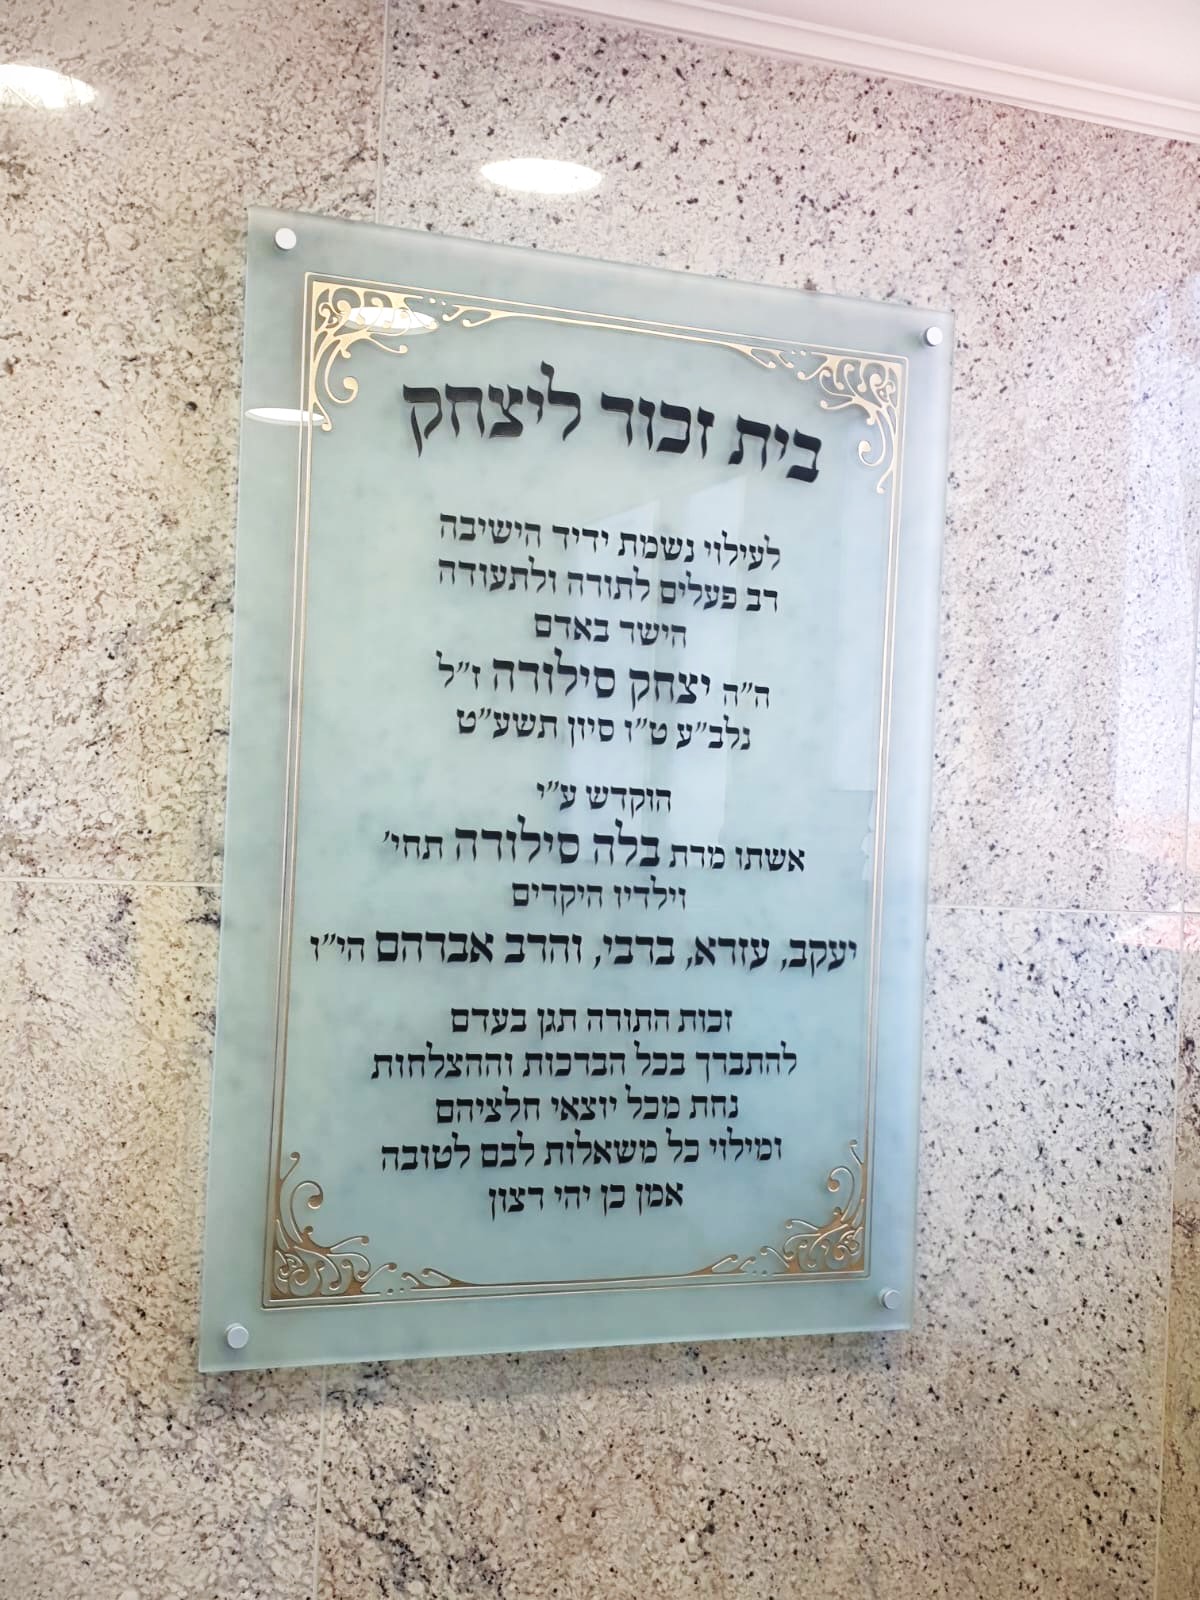 בית זכור ליצחק
לעילוי נשמת ידיד הישיבה
רב פעלים לתורה ולתעודה
הישר באדם
ה״ה יצחק סילורה ז״ל
נלב״ע ט״ו סיון תשע״ט
הוקדש ע״י
אשתו מרת בלה סילורה תחי׳
וילדיו היקרים
יעקב, עזרא, ברבי, והרב אברהם הי״ו
זכות התורה תגן בעדם
להתברך בכל הברכות וההצלחות
נחת מכל יוצאי חלציהם
ומילוי כל משאלות לבם לטובה
אמן כן יהי רצון